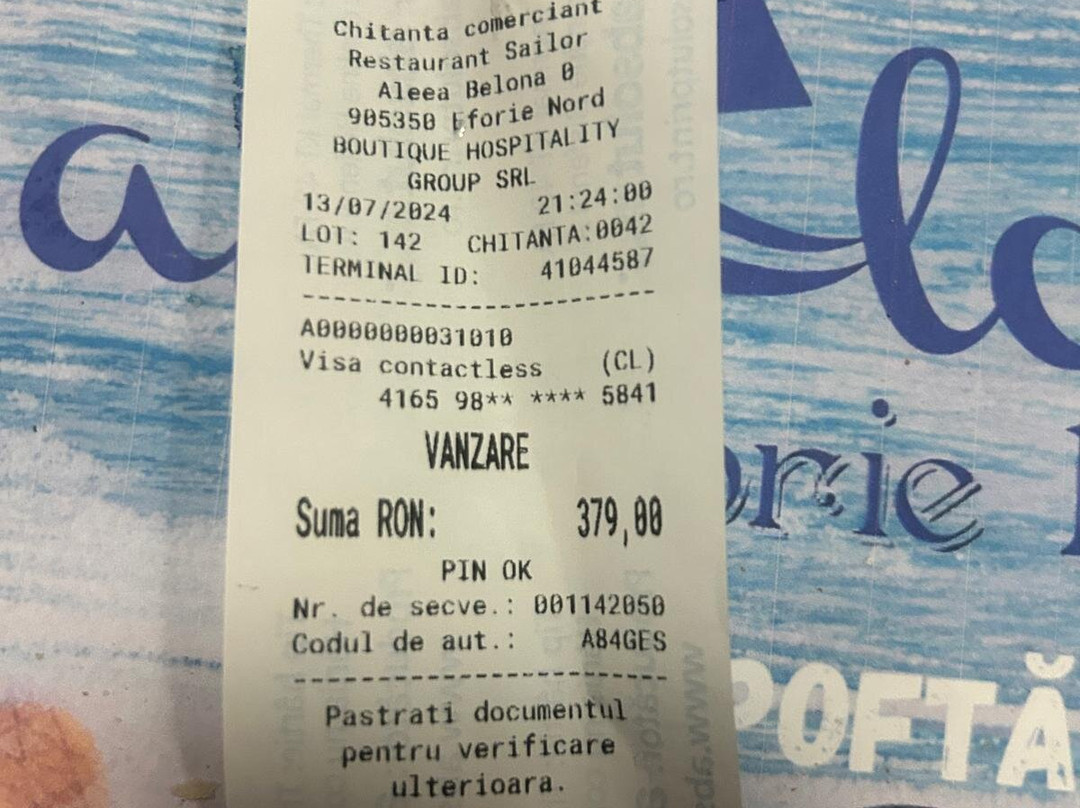 Chitanta comerciant
Restaurant Sailor
Aleea Belona 0
905350 Eforie Nord
BOUTIQUE HOSPITALITY
GROUP SRL
13/07/2024 21:24:00
LOT: 142 CHITANTA:0042
TERMINAL ID: 41044587
--------------------------------
A0000000031010
Visa contactless (CL)
4165 98** **** 5841
VANZARE
Suma RON: 379,00
PIN OK
Nr. de secve.: 001142050
Codul de aut.: A84GES
--------------------------------
Pastrati documentul
pentru verificare
ulterioara.
POFTĂ